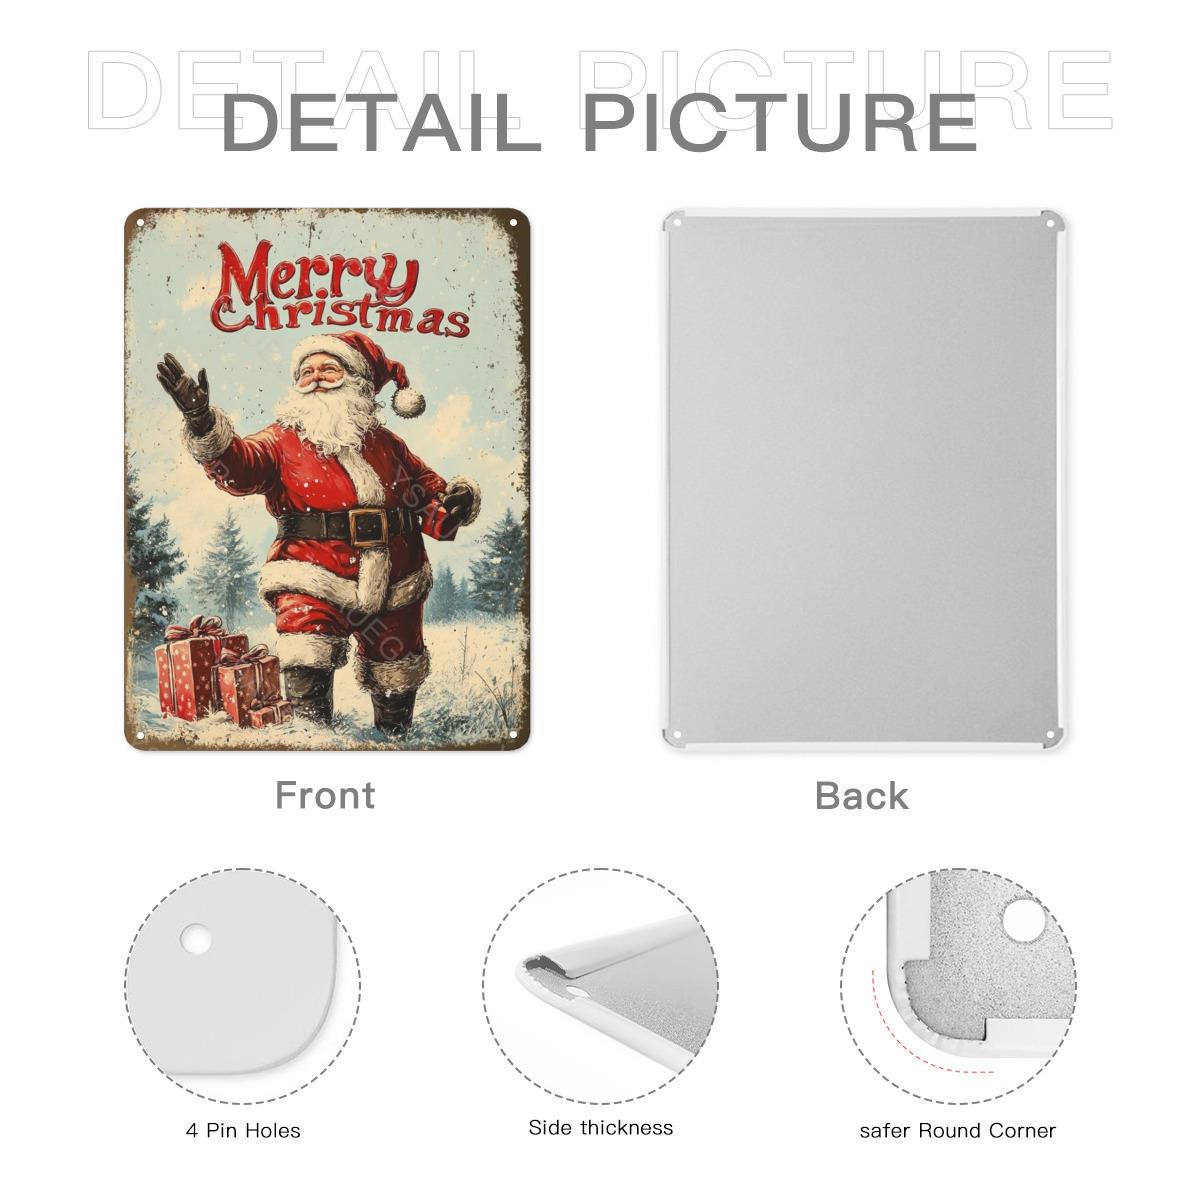 DETAIL PICTURE
DETAIL PICTURE
Merry
Christmas
Front
Back
4 Pin Holes
Side thickness
safer Round Corner